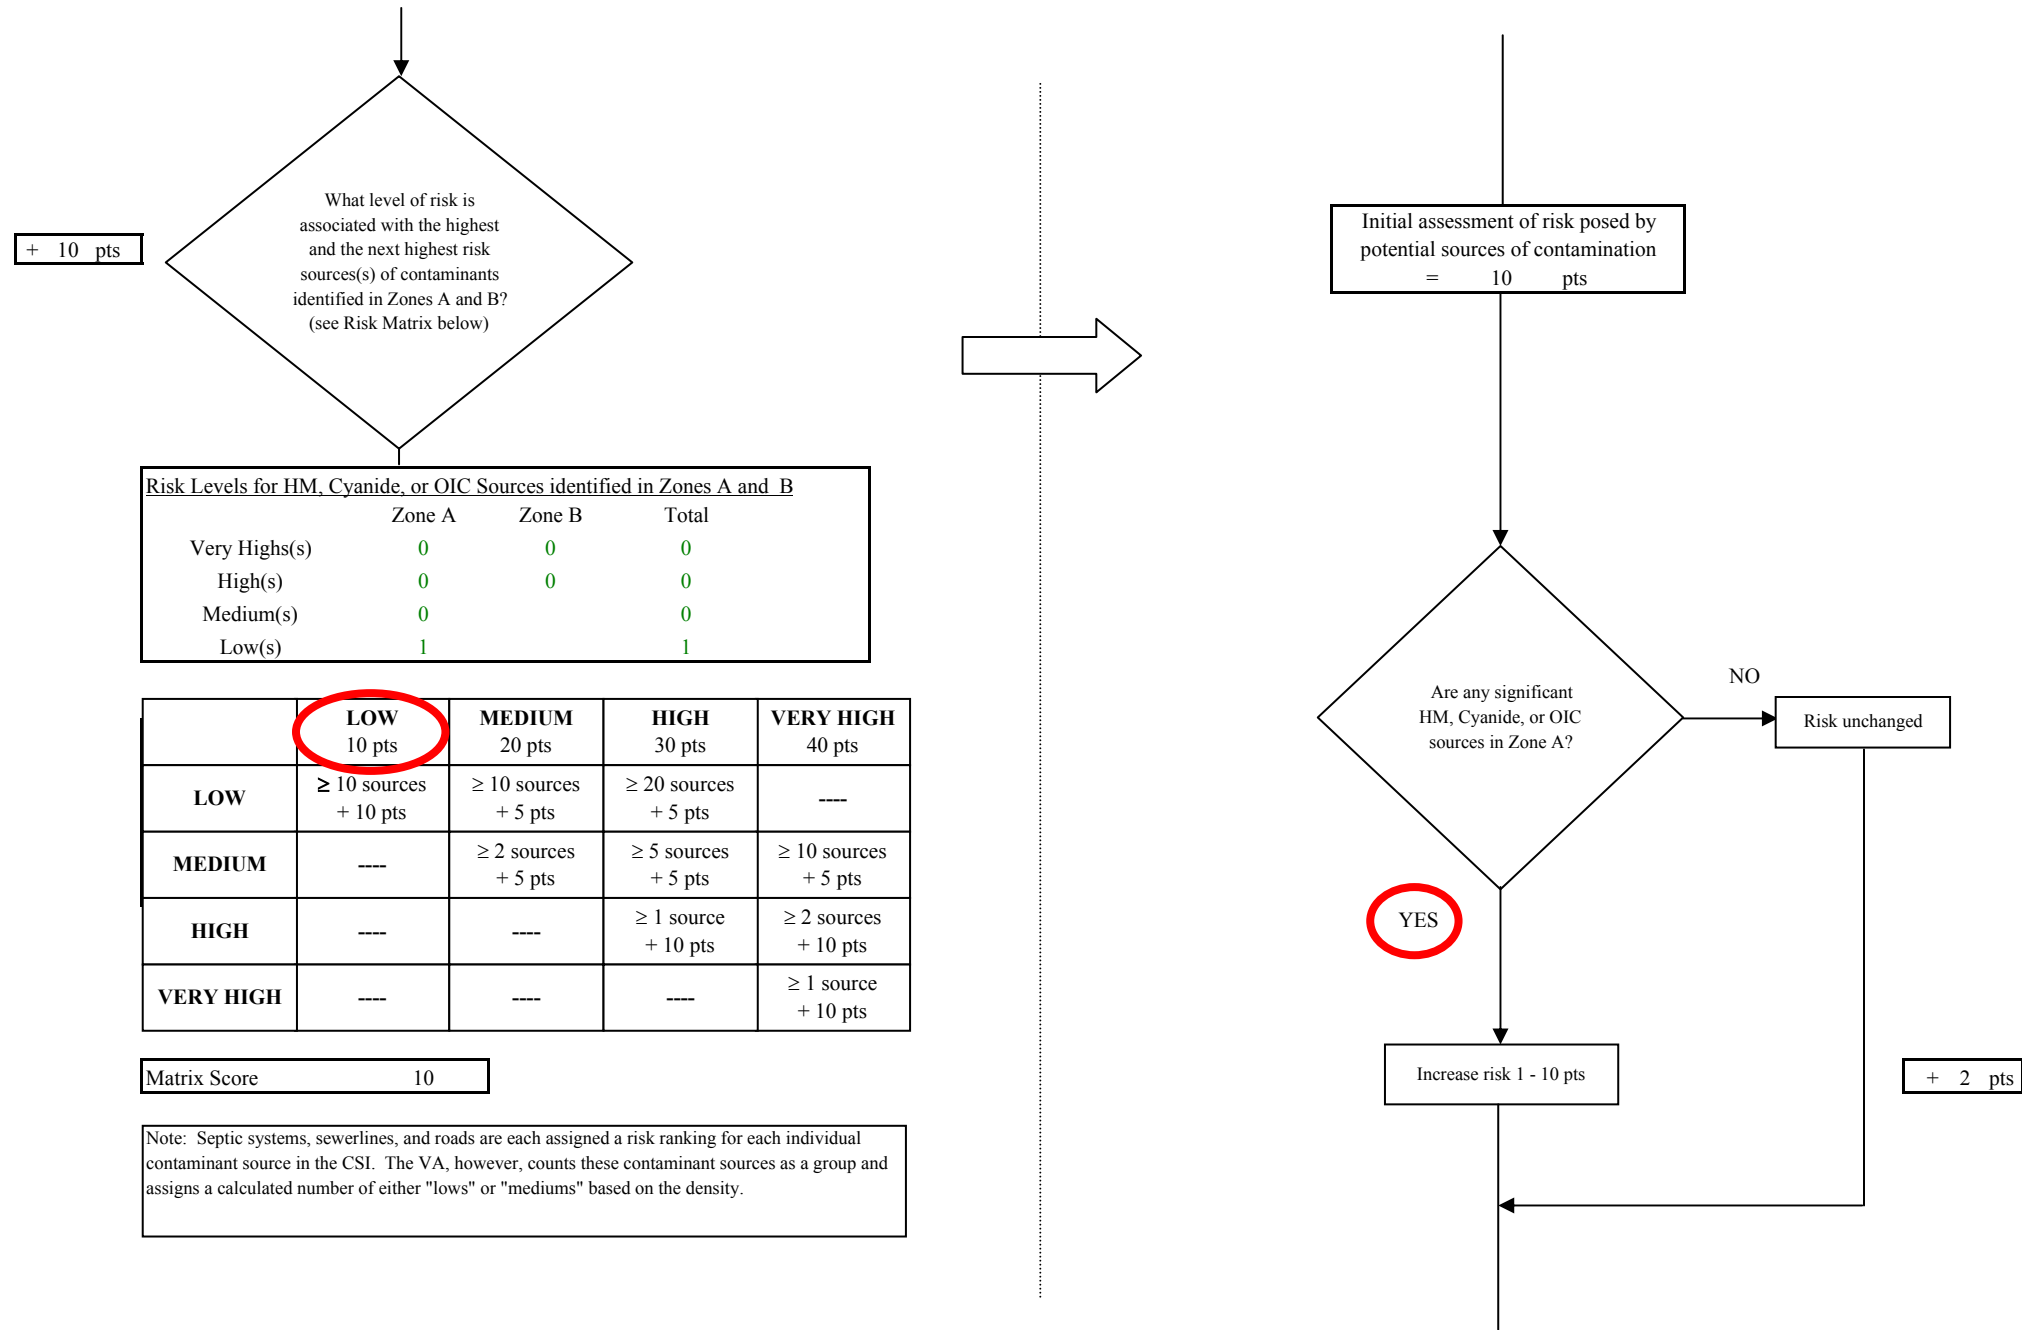 What level of risk is
associated with the highest
and the next highest risk
sources(s) of contaminants
identified in Zones A and B?
(see Risk Matrix below)
+ 10 pts
Risk Levels for HM, Cyanide, or OIC Sources identified in Zones A and B
Zone A Zone B Total
Very Highs(s) 0 0 0
High(s) 0 0 0
Medium(s) 0 0
Low(s) 1 1
LOW MEDIUM HIGH VERY HIGH
10 pts 20 pts 30 pts 40 pts
LOW ≥ 10 sources ≥ 10 sources ≥ 20 sources ----
+ 10 pts + 5 pts + 5 pts
MEDIUM ---- ≥ 2 sources ≥ 5 sources ≥ 10 sources
+ 5 pts + 5 pts + 5 pts
HIGH ---- ---- ≥ 1 source ≥ 2 sources
+ 10 pts + 10 pts
VERY HIGH ---- ---- ---- ≥ 1 source
+ 10 pts
Matrix Score 10
Note: Septic systems, sewerlines, and roads are each assigned a risk ranking for each individual
contaminant source in the CSI. The VA, however, counts these contaminant sources as a group and
assigns a calculated number of either "lows" or "mediums" based on the density.
Initial assessment of risk posed by
potential sources of contamination
= 10 pts
Are any significant
HM, Cyanide, or OIC
sources in Zone A?
NO
Risk unchanged
YES
Increase risk 1 - 10 pts
+ 2 pts